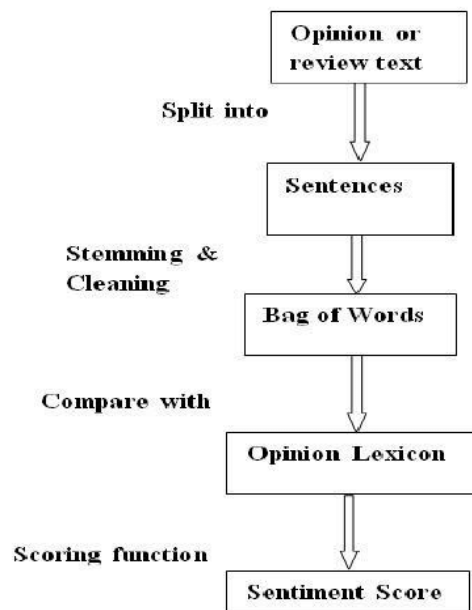 Opinion or
review text
Split into
Sentences
Stemming &
Cleaning
Bag of Words
Compare with
Opinion Lexicon
Scoring function
Sentiment Score